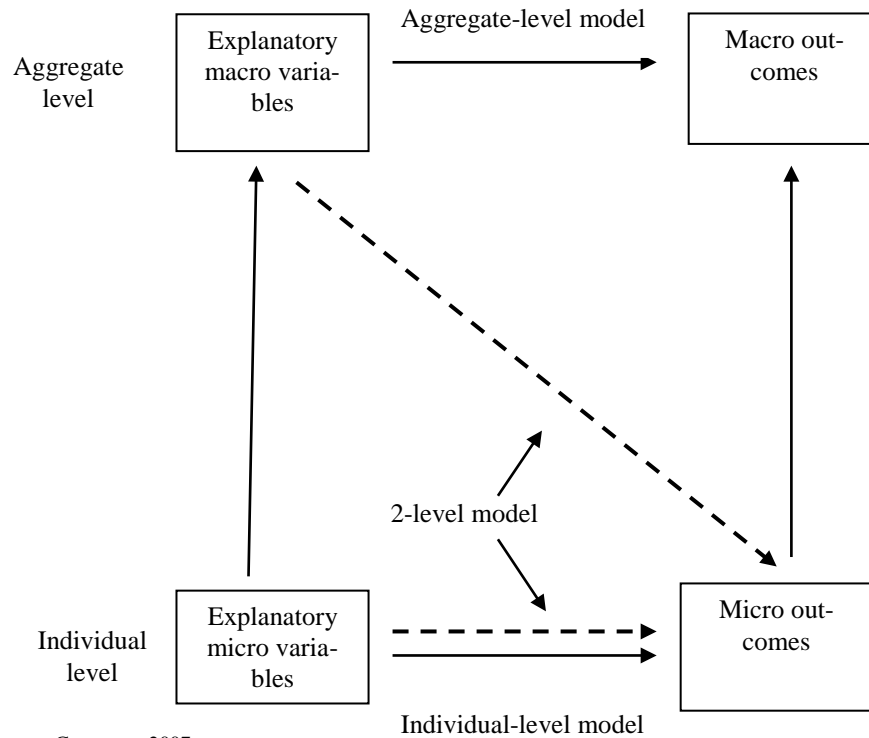 Aggregate-level model
Explanatory
macro varia-
bles
Macro out-
comes
Aggregate
level
2-level model
Explanatory
micro varia-
bles
Micro out-
comes
Individual
level
Individual-level model